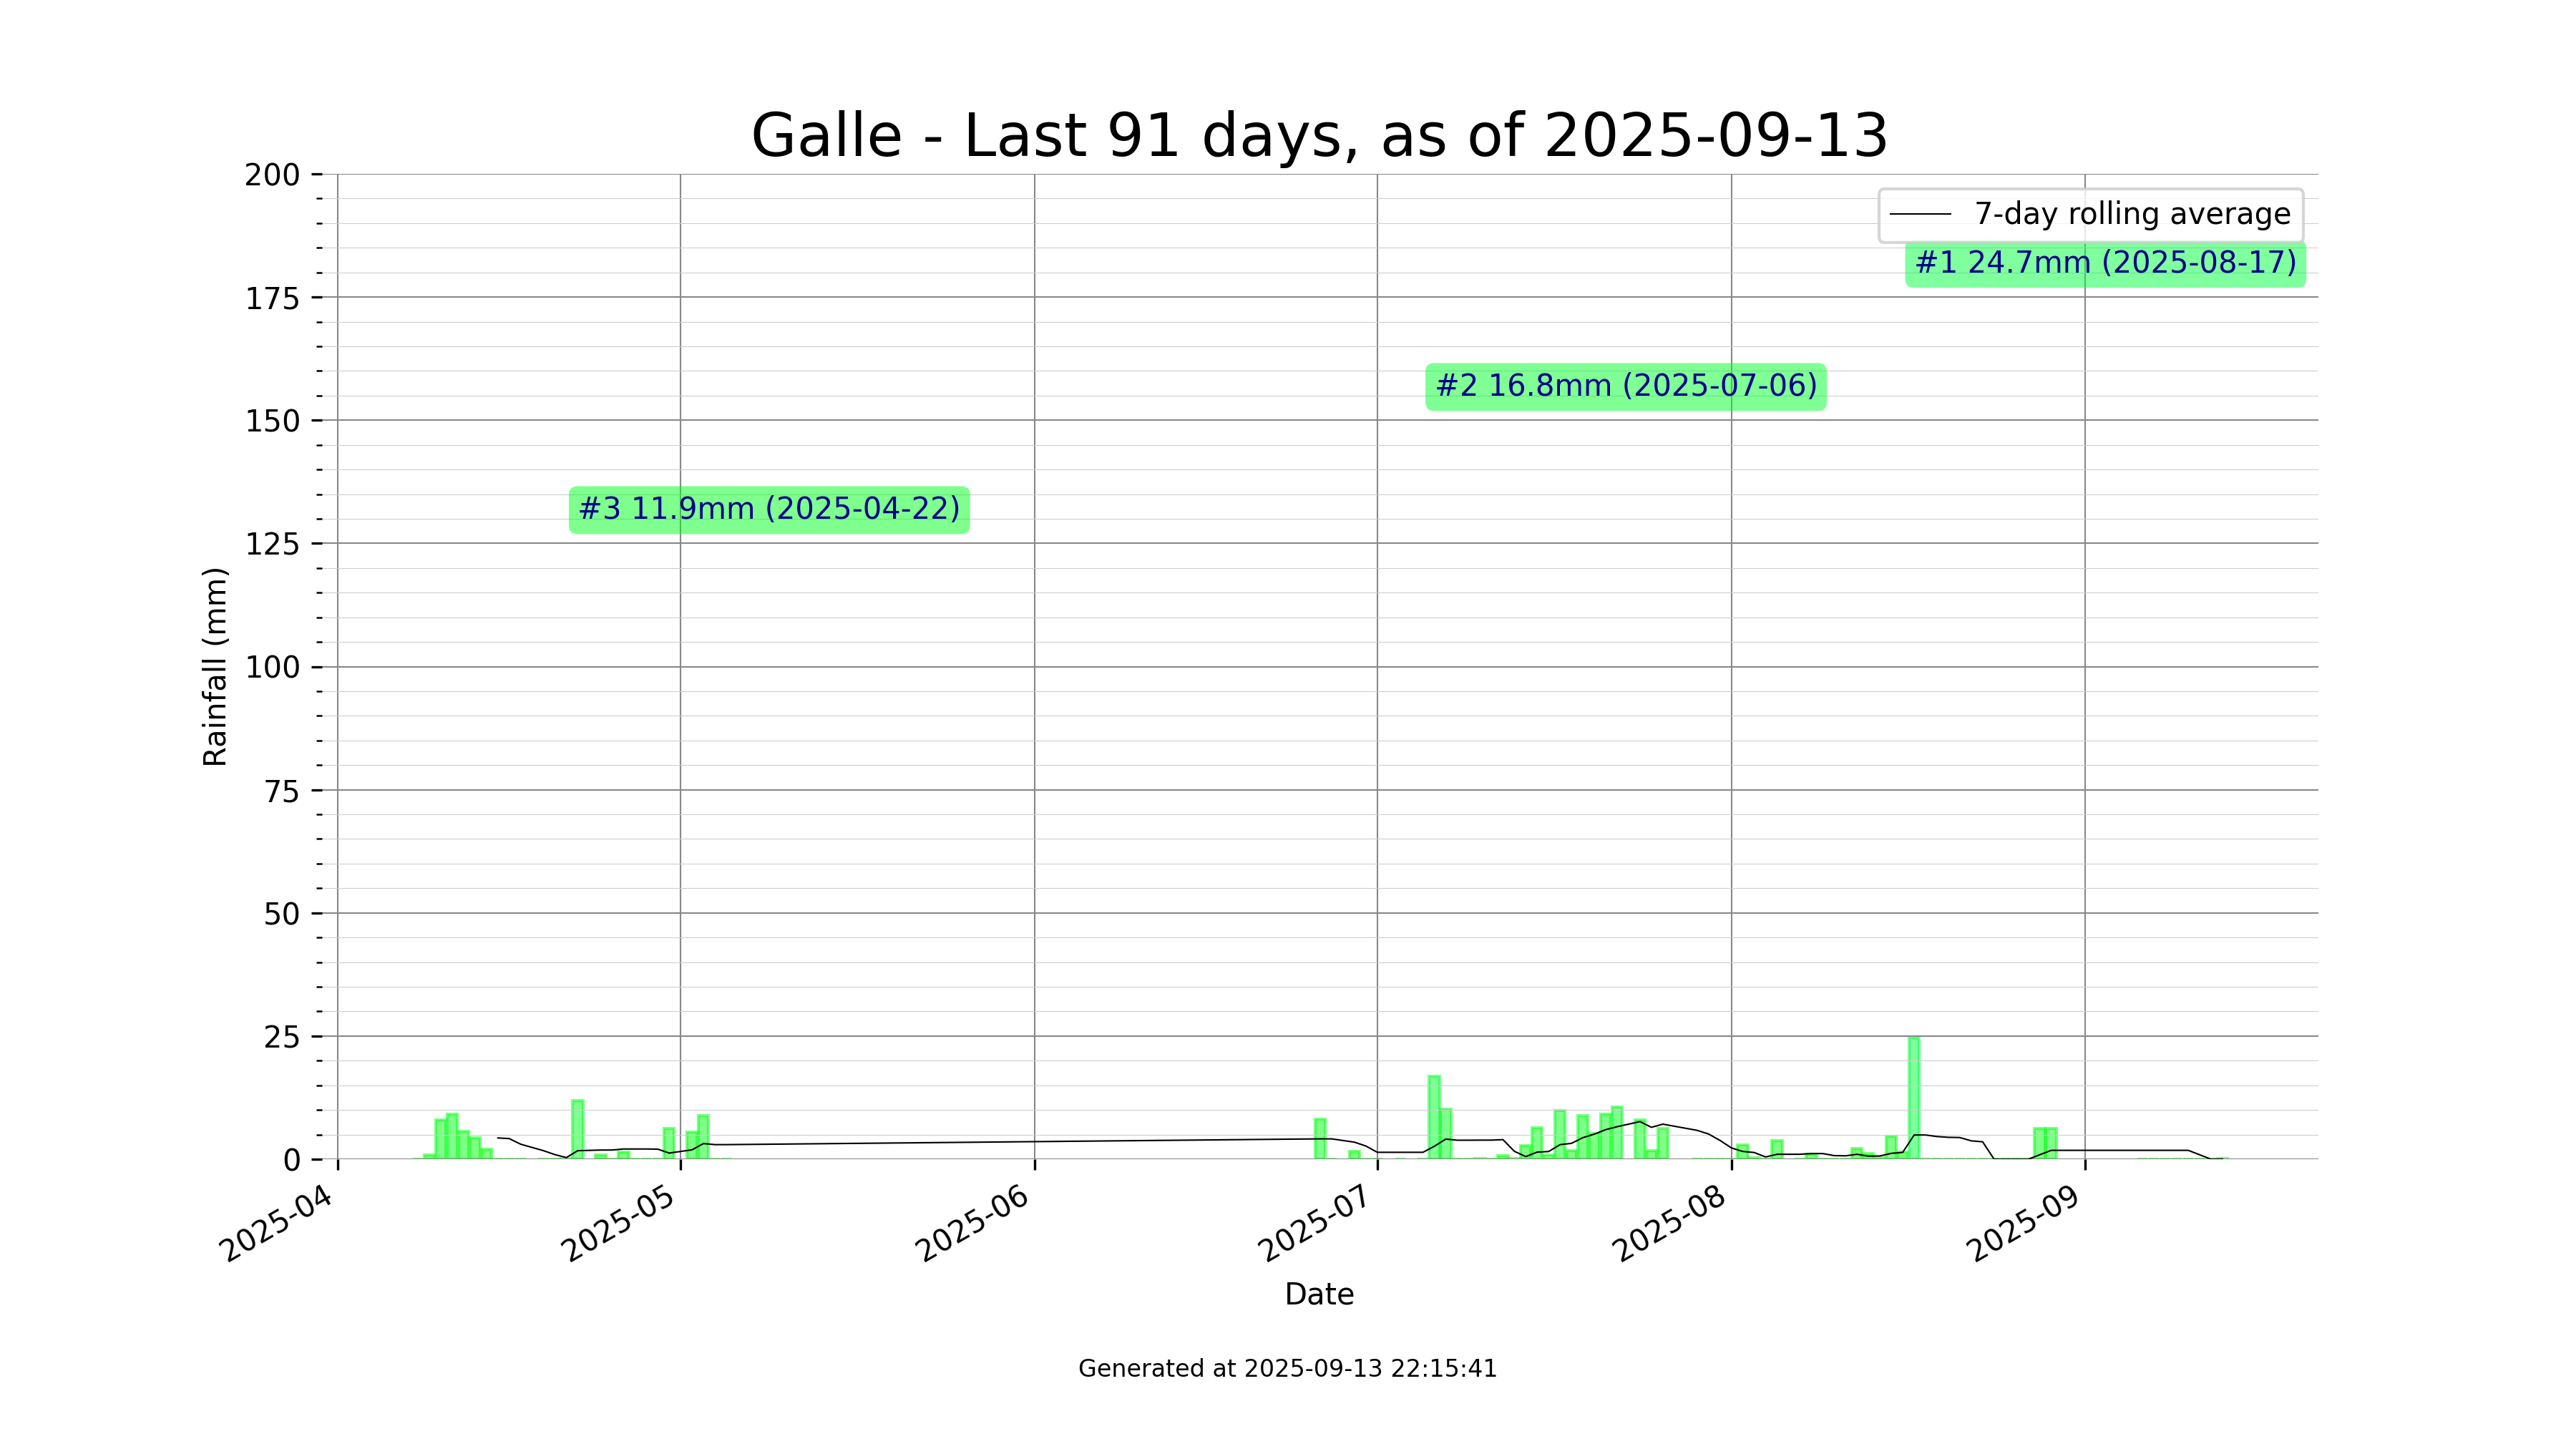 Galle - Last 91 days, as of 2025-09-13
200
175
150
125
100
75
50
25
0
Rainfall (mm)
7-day rolling average
#1 24.7mm (2025-08-17)
#2 16.8mm (2025-07-06)
#3 11.9mm (2025-04-22)
2025-04
2025-05
2025-06
2025-07
2025-08
2025-09
Date
Generated at 2025-09-13 22:15:41